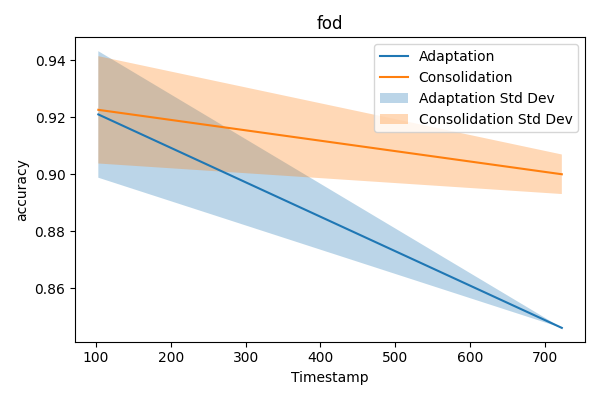 fod
Adaptation
Consolidation
Adaptation Std Dev
Consolidation Std Dev
accuracy
0.94
0.92
0.90
0.88
0.86
100 200 300 400 500 600 700
Timestamp